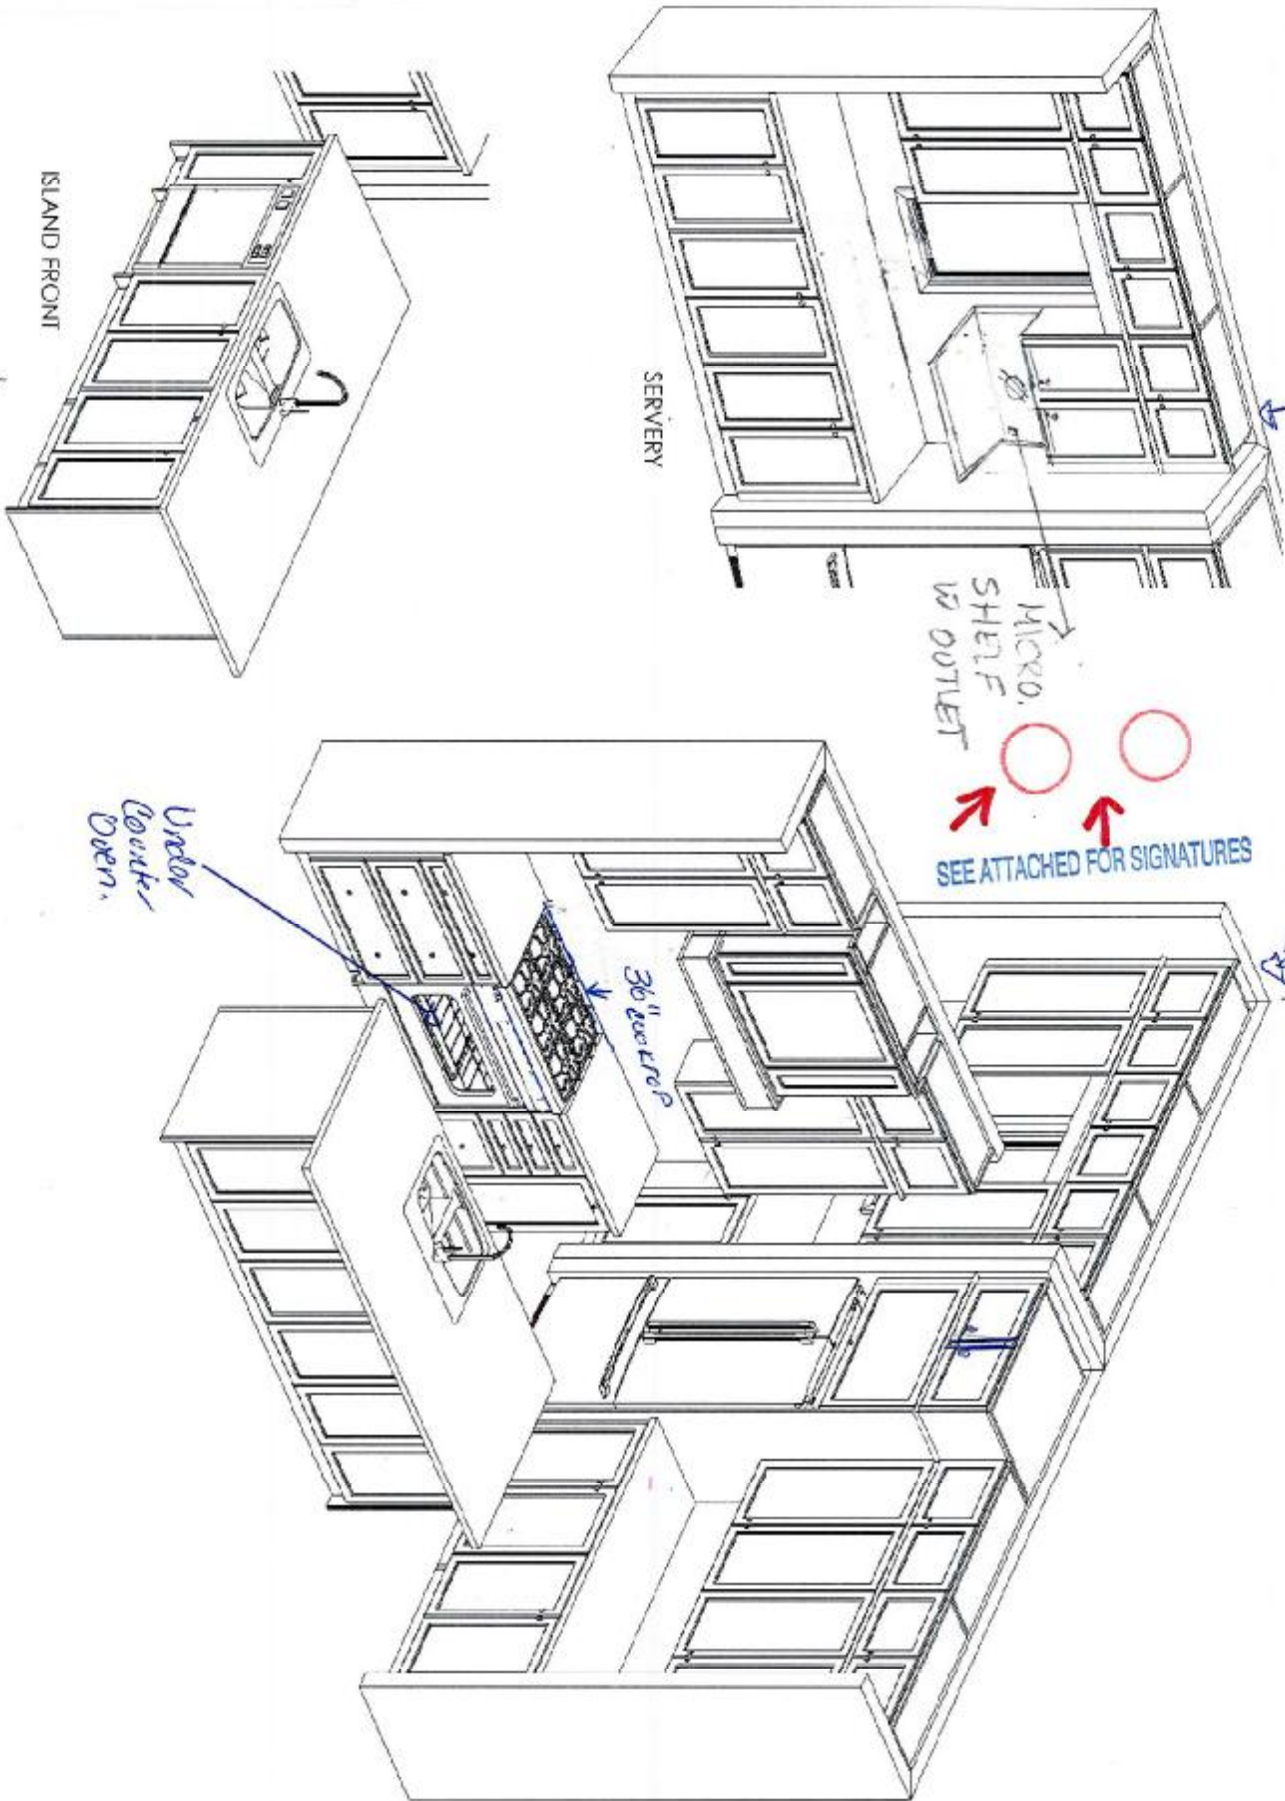 SERVERY
ISLAND FRONT
MICRO.
SHELF
W OUTLET
SEE ATTACHED FOR SIGNATURES
36" COOKTOP
Under
Counter
Oven.